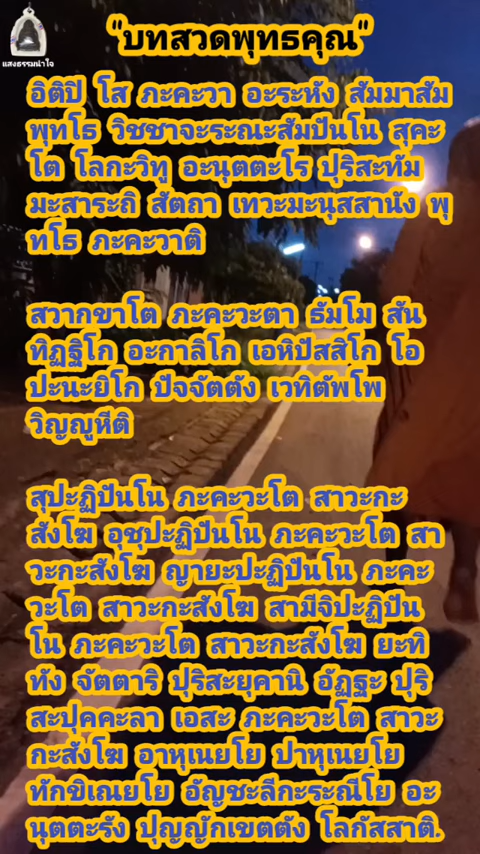 แสงธรรมนำใจ
"บทสวดพุทธคุณ"
อิติปิ โส ภะคะวา อะระหัง สัมมาสัม
พุทโธ วิชชาจะระณะสัมปันโน สุคะ
โต โลกะวิทู อะนุตตะโร ปุริสะทัม
มะสาระถิ สัตถา เทวะมะนุสสานัง พุ
ทโธ ภะคะวาติ
สวากขาโต ภะคะวะตา ธัมโม สัน
ทิฏฐิโก อะกาลิโก เอหิปัสสิโก โอ
ปะนะยิโก ปัจจัตตัง เวทิตัพโพ
วิญญูหีติ
สุปะฏิปันโน ภะคะวะโต สาวะกะ
สังโฆ อุชุปะฏิปันโน ภะคะวะโต สา
วะกะสังโฆ ญายะปะฏิปันโน ภะคะ
วะโต สาวะกะสังโฆ สามีจิปะฏิปัน
โน ภะคะวะโต สาวะกะสังโฆ ยะทิ
ทัง จัตตาริ ปุริสะยุคานิ อัฏฐะ ปุริ
สะปุคคะลา เอสะ ภะคะวะโต สาวะ
กะสังโฆ อาหุเนยโย ปาหุเนยโย
ทักขิเณยโย อัญชะลีกะระณีโย อะ
นุตตะรัง ปุญญักเขตตัง โลกัสสาติ.